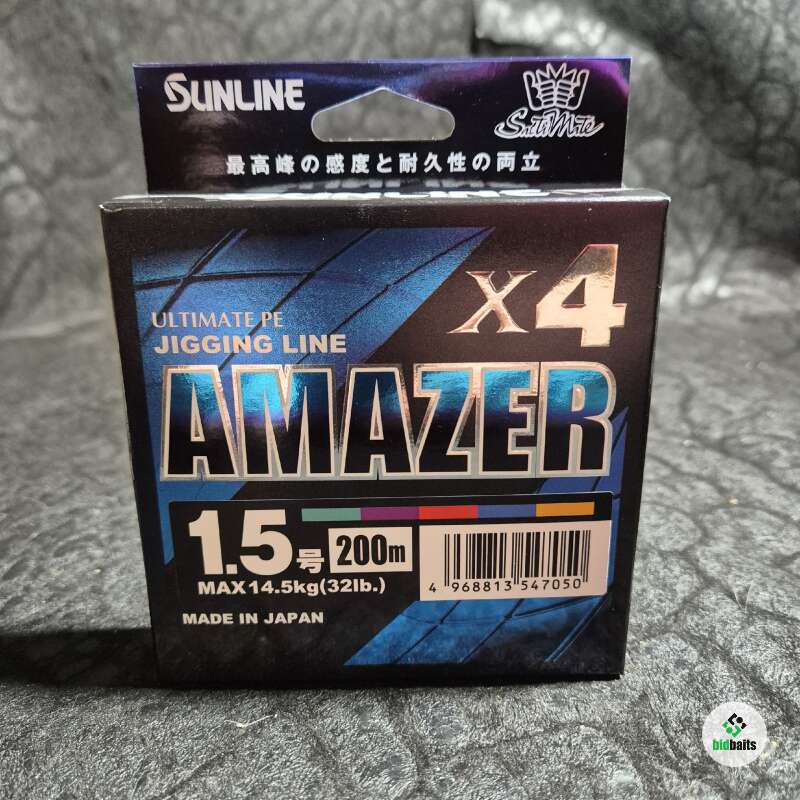 SUNLINE
SaltiMate
最高峰の感度と耐久性の両立
X4
ULTIMATE PE
JIGGING LINE
AMAZER
1.5号 200m
MAX 14.5kg(32lb.)
MADE IN JAPAN
4 968813 547050
bidbaits